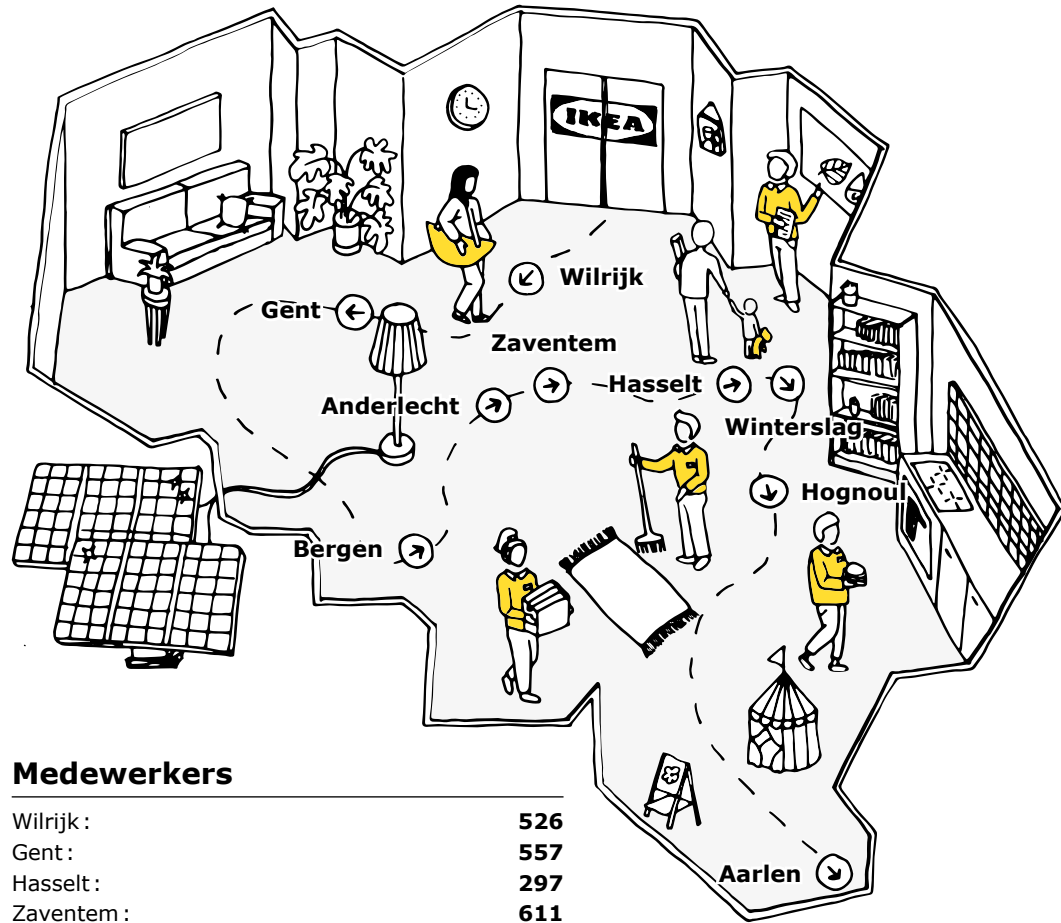 IKEA
Wilrijk
Gent
Zaventem
Hasselt
Anderlecht
Winterslag
Hognoul
Bergen
Medewerkers
Wilrijk: 526
Gent: 557
Hasselt: 297
Zaventem: 611
Aarlen